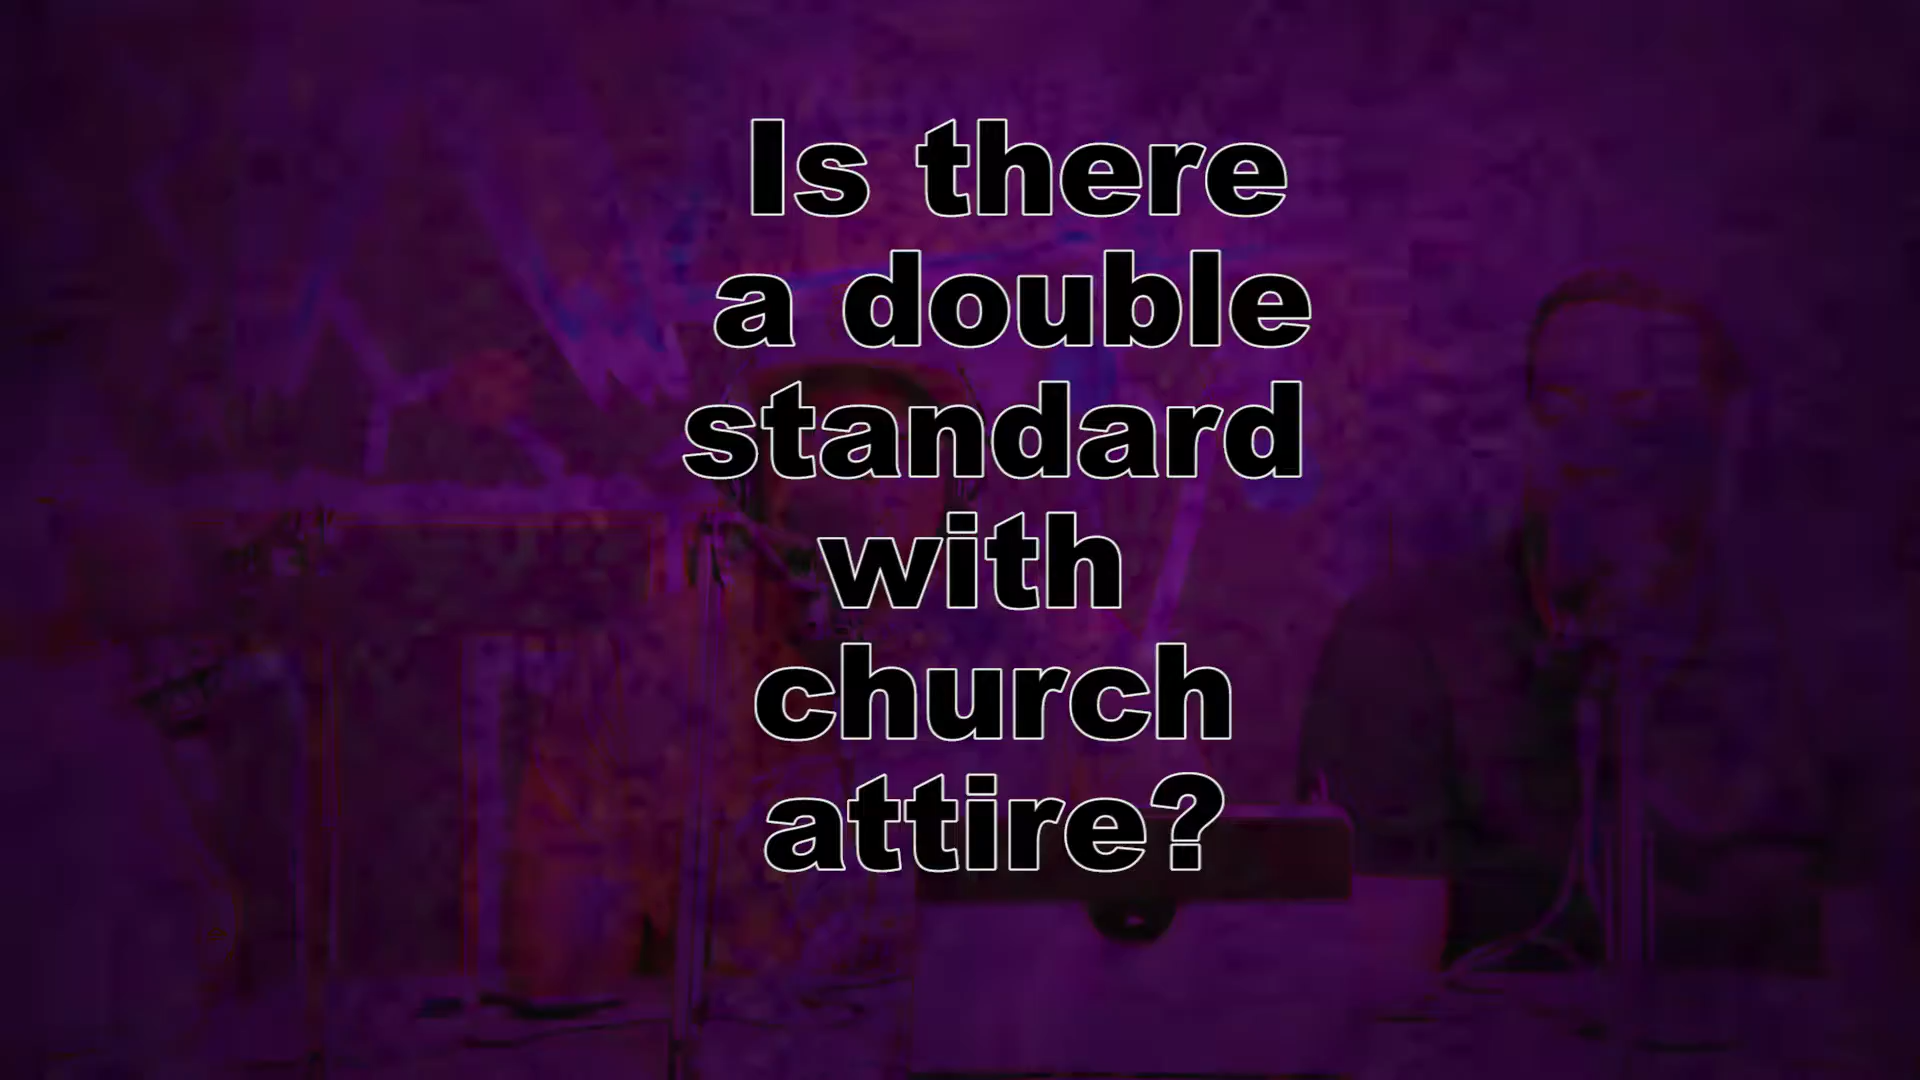 Is there
a double
standard
with
church
attire?